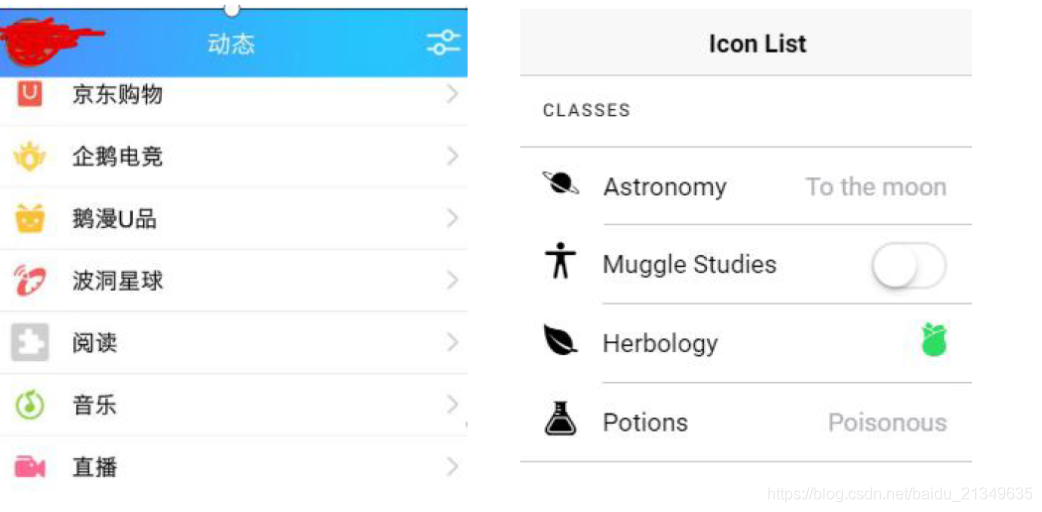 动态
京东购物
企鹅电竞
鹅漫U品
波洞星球
阅读
音乐
直播
Icon List
CLASSES
Astronomy To the moon
Muggle Studies
Herbology
Potions Poisonous
https://blog.csdn.net/baidu_21349635